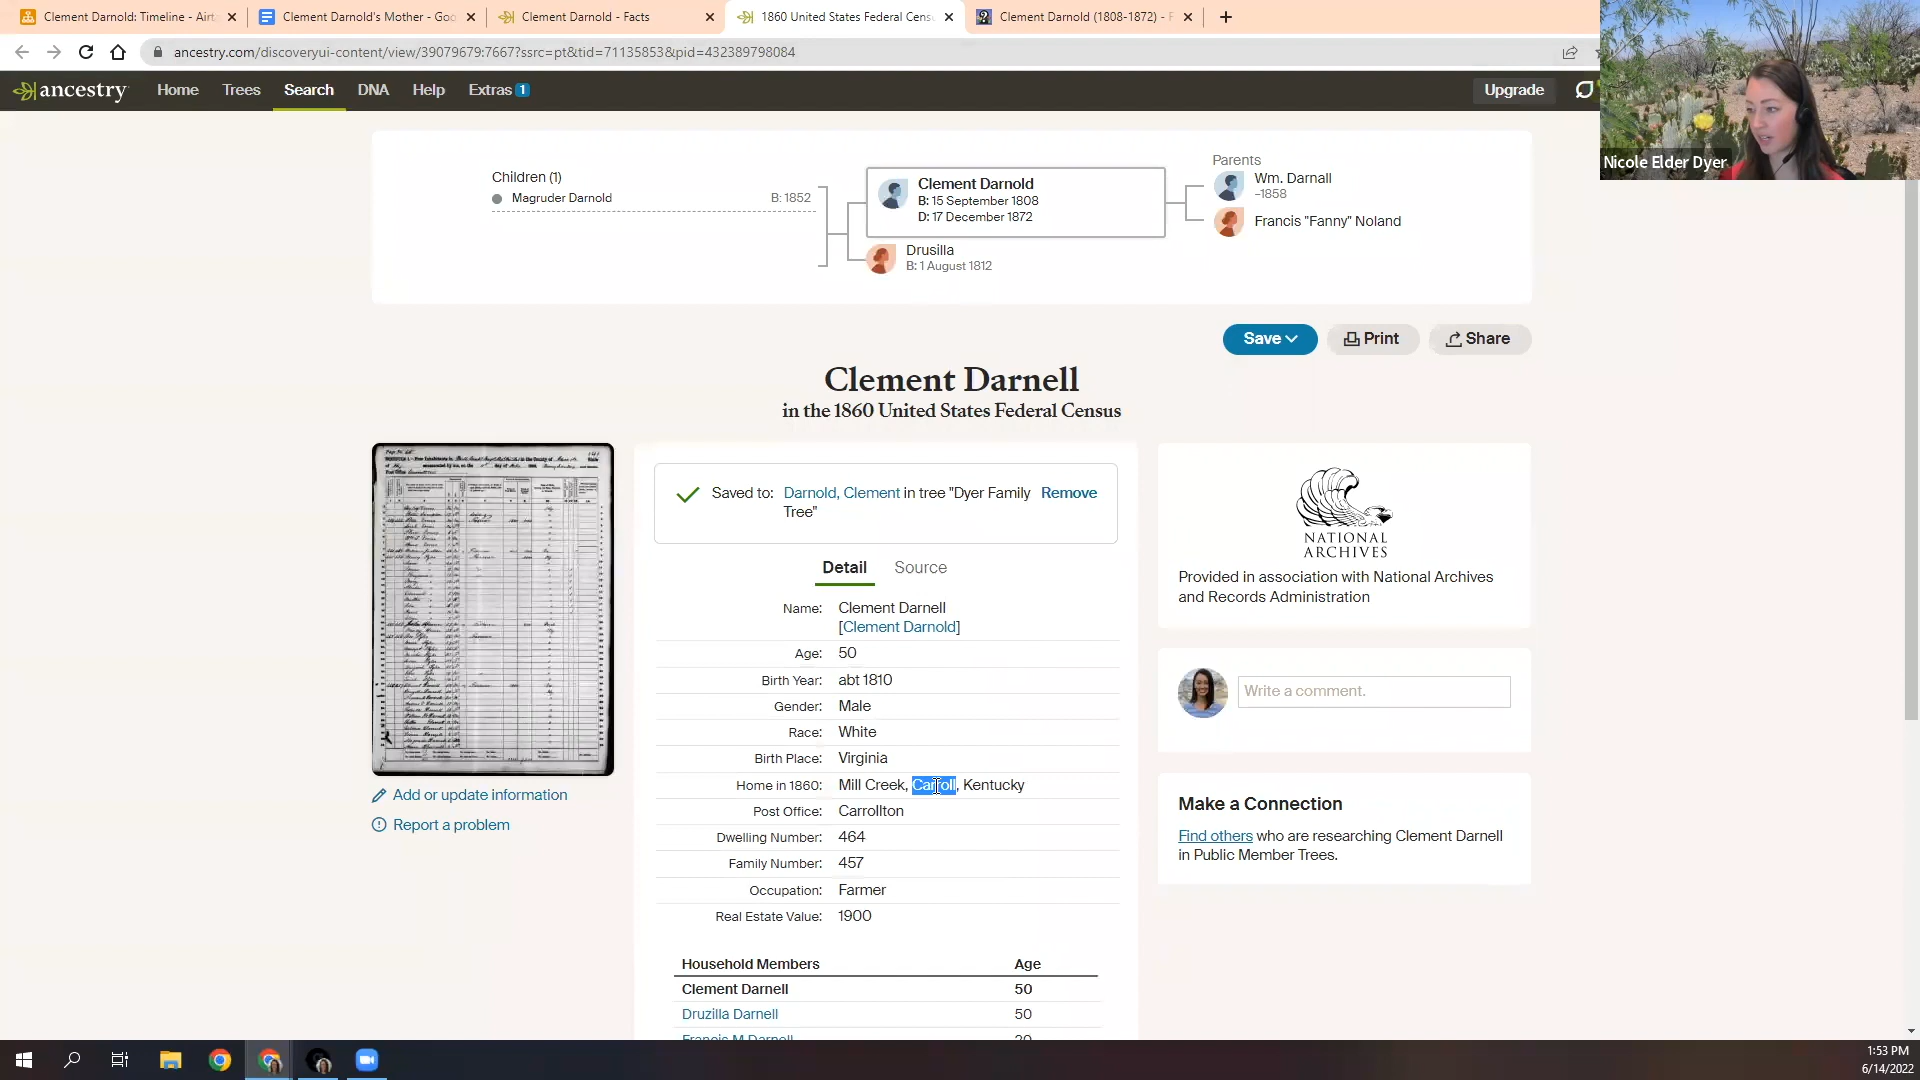 Clement Darnold: Timeline - Airt
Clement Darnold's Mother - Goo
Clement Darnold - Facts
1860 United States Federal Censu
Clement Darnold (1808-1872) - F
ancestry.com/discoveryui-content/view/39079679:7667?ssrc=pt&tid=71135853&pid=432389798084
ancestry
Home
Trees
Search
DNA
Help
Extras 1
Upgrade
Nicole Elder Dyer
Children (1)
Magruder Darnold
B: 1852
Clement Darnold
B: 15 September 1808
D: 17 December 1872
Drusilla
B: 1 August 1812
Parents
Wm. Darnall
–1858
Francis "Fanny" Noland
Save
Print
Share
Clement Darnell
in the 1860 United States Federal Census
Saved to: Darnold, Clement in tree "Dyer Family
Tree"
Remove
Detail
Source
Name: Clement Darnell
[Clement Darnold]
Age: 50
Birth Year: abt 1810
Gender: Male
Race: White
Birth Place: Virginia
Home in 1860: Mill Creek, Carroll, Kentucky
Post Office: Carrollton
Dwelling Number: 464
Family Number: 457
Occupation: Farmer
Real Estate Value: 1900
Household Members Age
Clement Darnell 50
Druzilla Darnell 50
Francis M Darnell 20
Add or update information
Report a problem
NATIONAL
ARCHIVES
Provided in association with National Archives
and Records Administration
Write a comment.
Make a Connection
Find others who are researching Clement Darnell
in Public Member Trees.
1:53 PM
6/14/2022